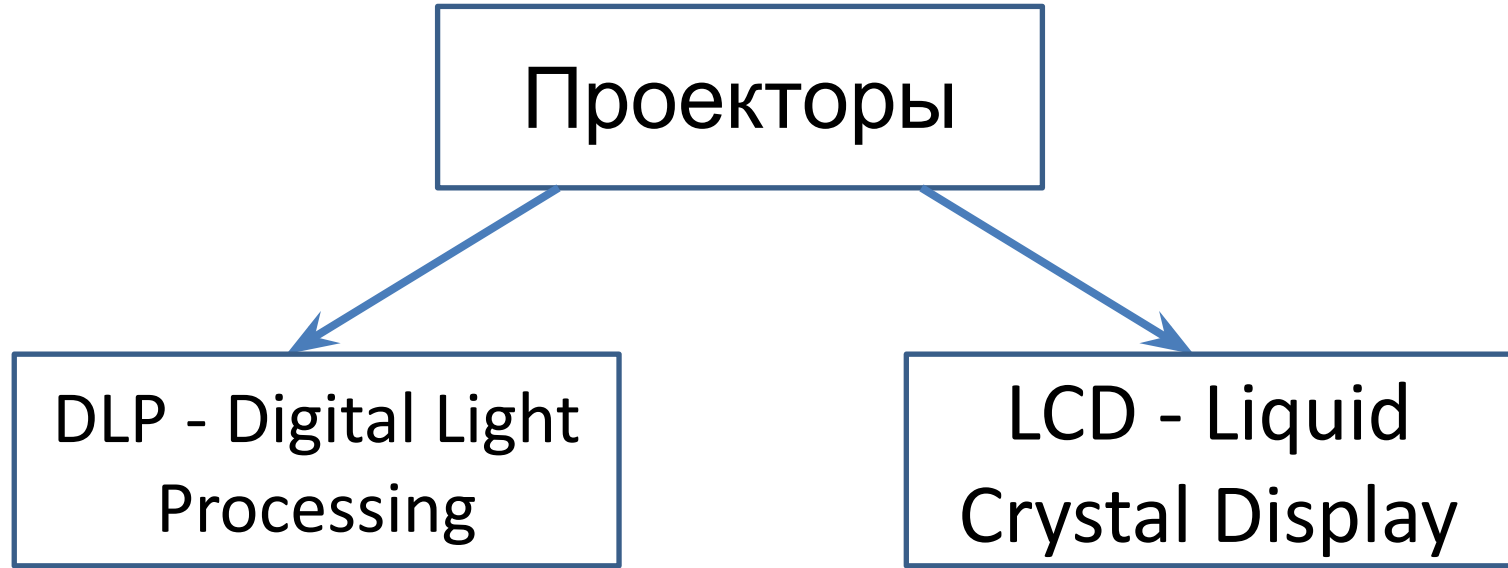 Проекторы
DLP - Digital Light
Processing
LCD - Liquid
Crystal Display